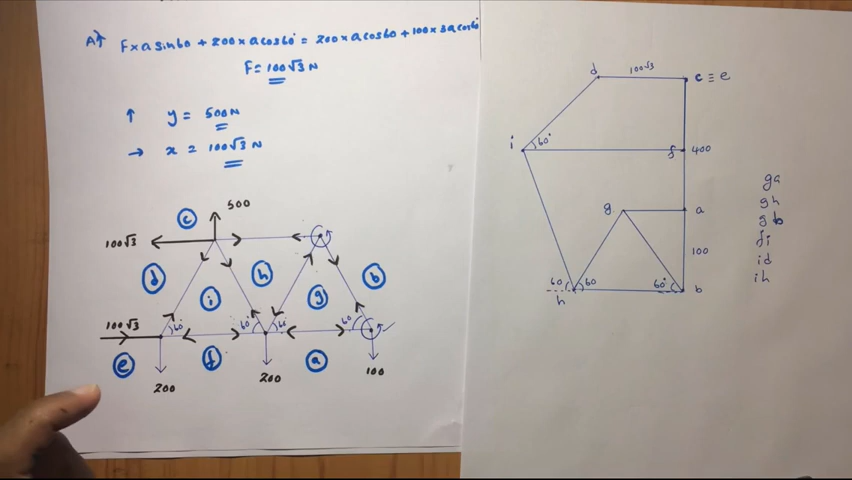 A↑ F×a sin60 + 200×a cos60° = 200×a cos60 + 100×3a cos60°
F = 100√3 N
↑ y = 500 N
→ x = 100√3 N
500
c
100√3
d
h
b
i
g
100√3
60°
60°
60°
60
e
f
a
200
200
100
d
100√3
c ≡ e
i
60°
f
400
g
a
100
60
60
60°
b
h
ga
gh
gb
fi
id
ih